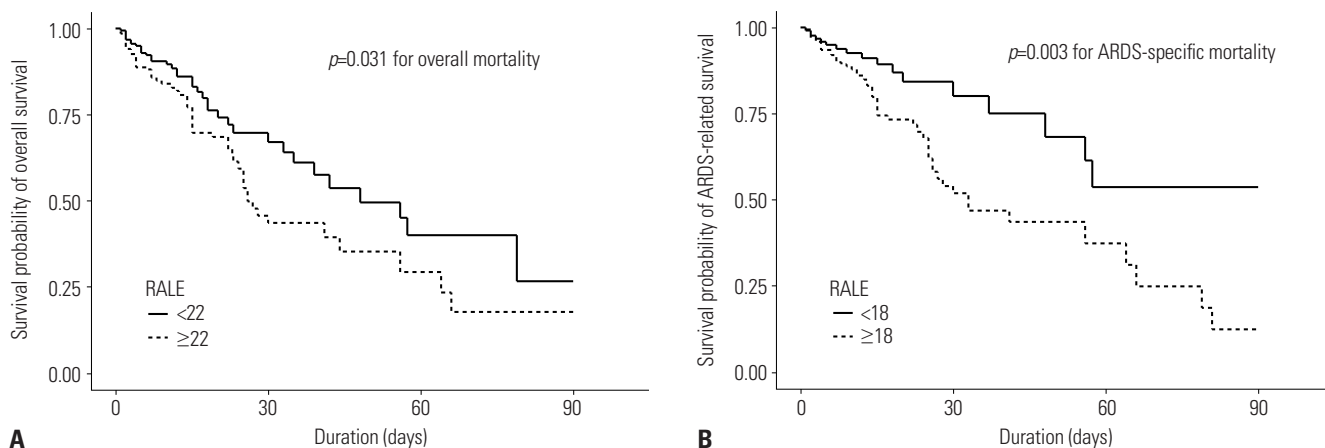 1.00
0.75
0.50
0.25
0.00
Survival probability of overall survival
p=0.031 for overall mortality
RALE
<22
≥22
0
30
60
90
Duration (days)
A
1.00
0.75
0.50
0.25
0.00
Survival probability of ARDS-related survival
p=0.003 for ARDS-specific mortality
RALE
<18
≥18
0
30
60
90
Duration (days)
B